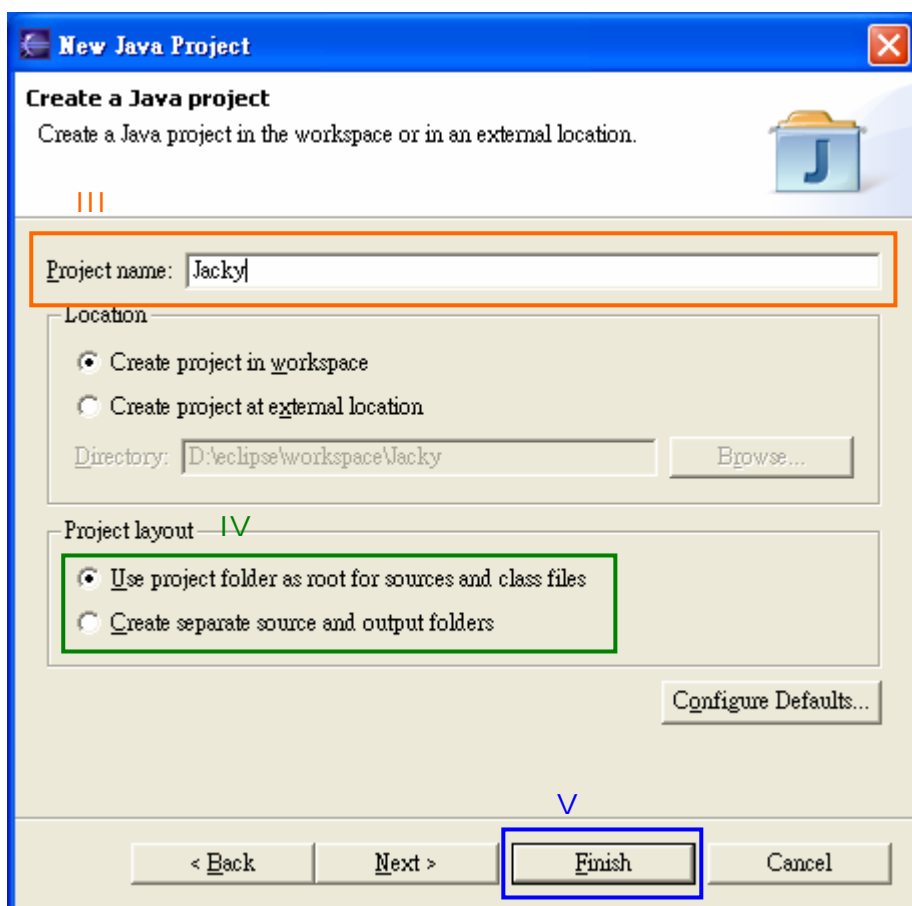 New Java Project
Create a Java project
Create a Java project in the workspace or in an external location.
III
Project name: Jacky
Location
Create project in workspace
Create project at external location
Directory: D:\eclipse\workspace\Jacky Browse...
Project layout IV
Use project folder as root for sources and class files
Create separate source and output folders
Configure Defaults...
V
< Back Next > Finish Cancel